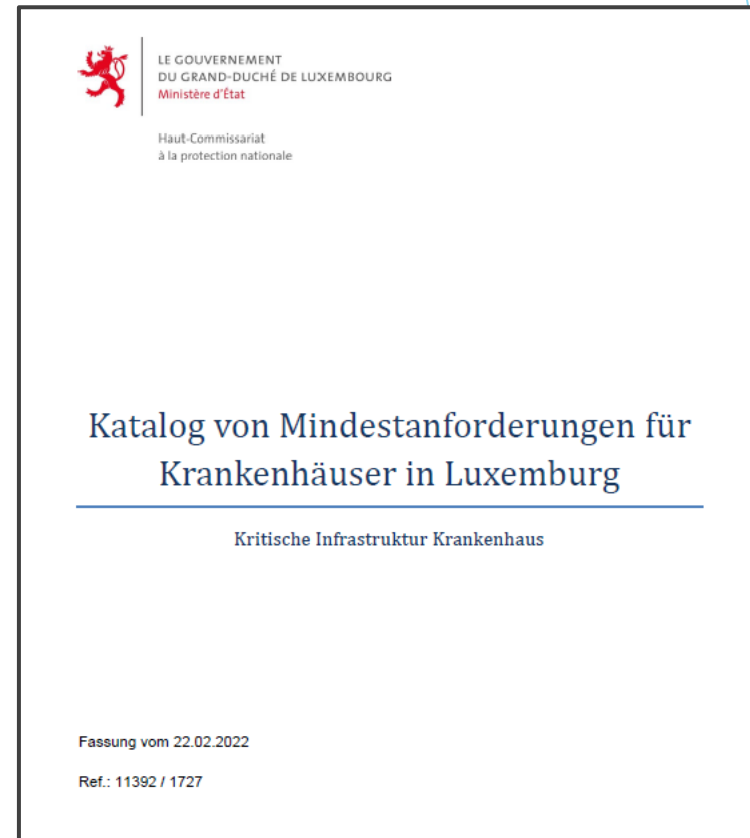 LE GOUVERNEMENT
DU GRAND-DUCHÉ DE LUXEMBOURG
Ministère d'État
Haut-Commissariat
à la protection nationale
Katalog von Mindestanforderungen für
Krankenhäuser in Luxemburg
Kritische Infrastruktur Krankenhaus
Fassung vom 22.02.2022
Ref.: 11392 / 1727